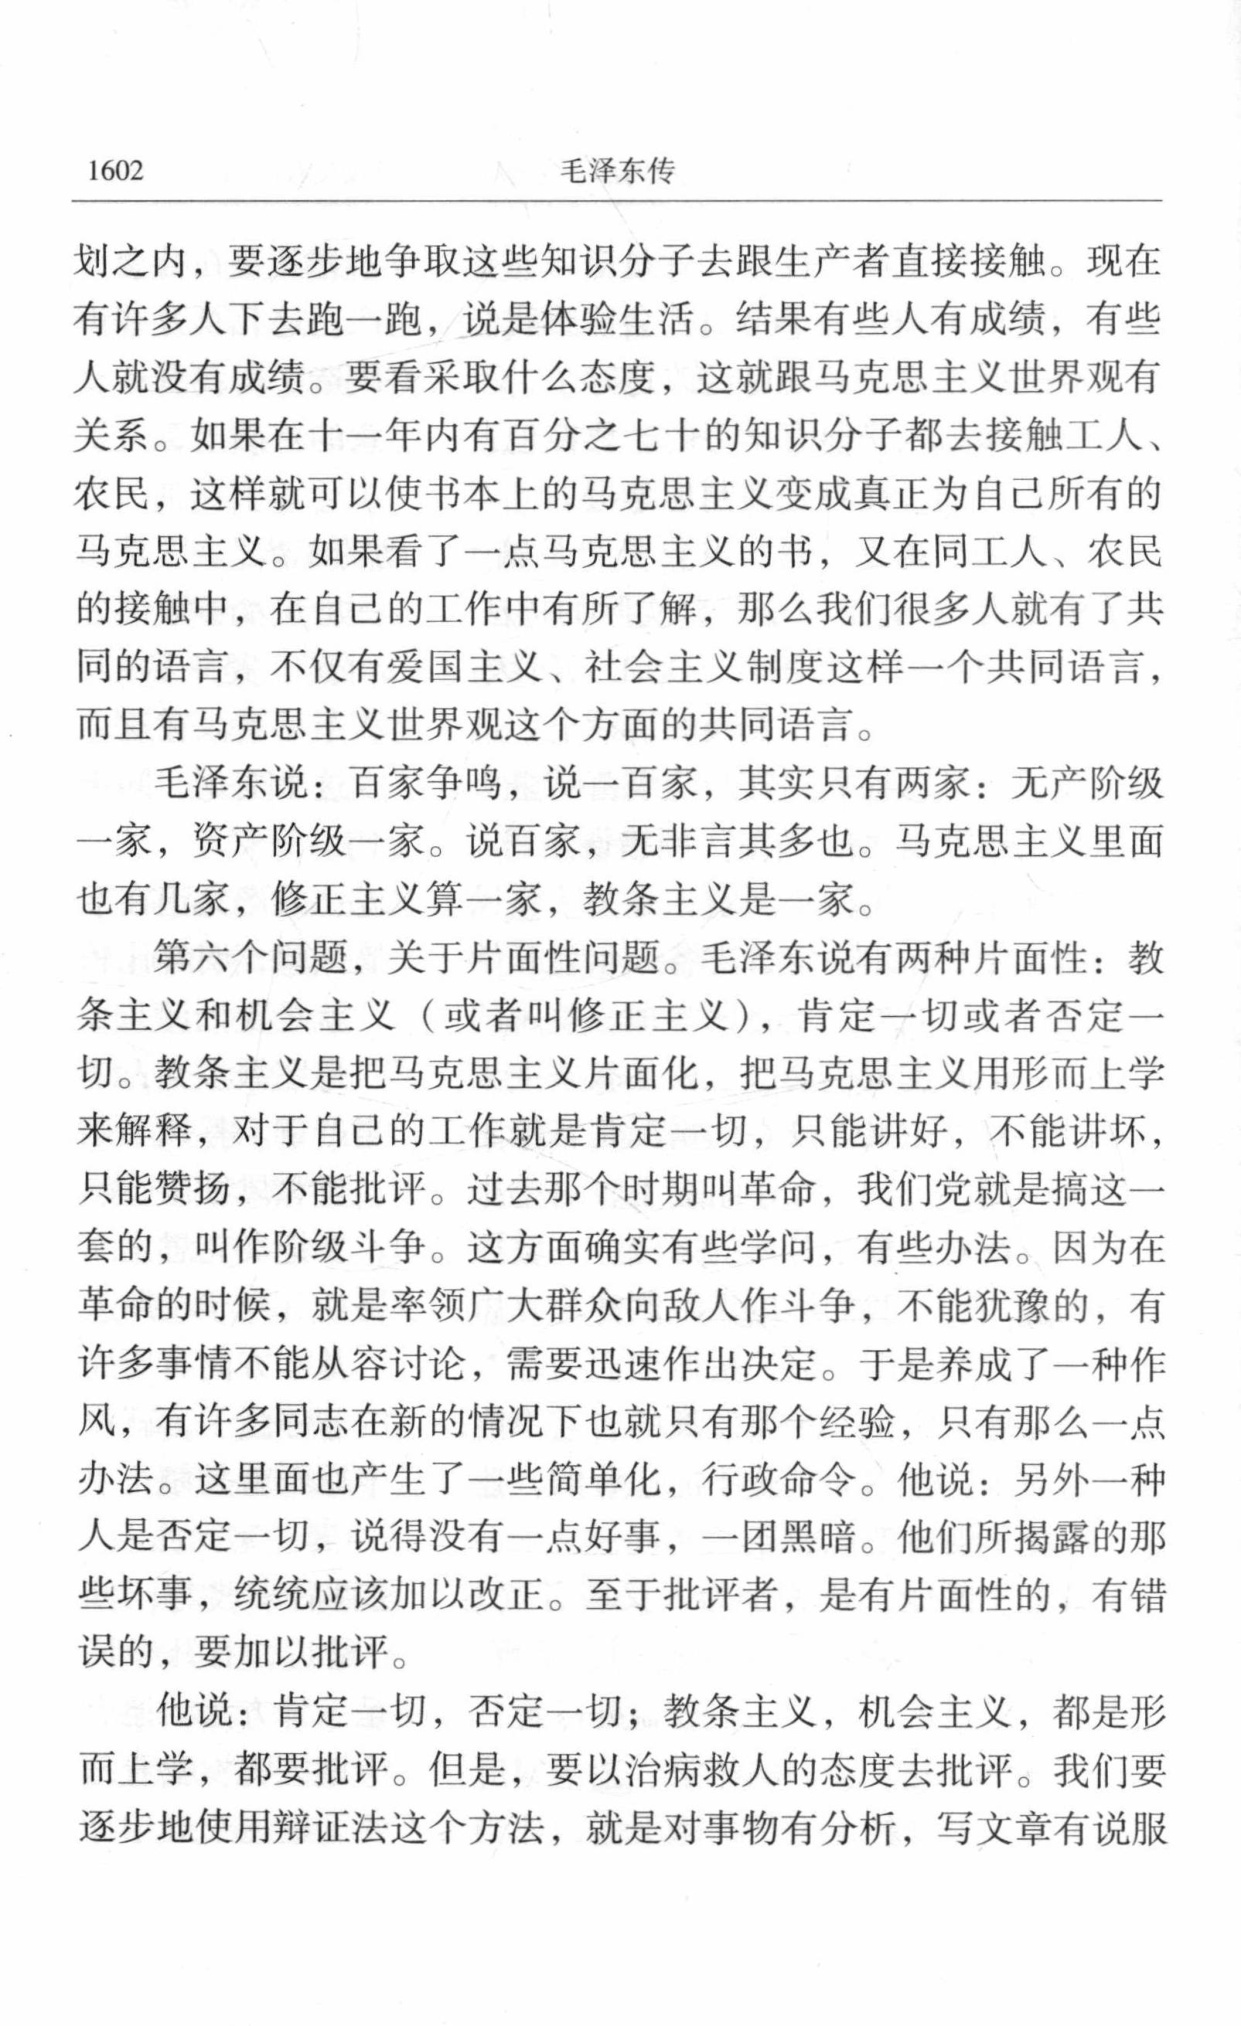 1602
毛泽东传
划之内，要逐步地争取这些知识分子去跟生产者直接接触。现在
有许多人下去跑一跑，说是体验生活。结果有些人有成绩，有些
人就没有成绩。要看采取什么态度，这就跟马克思主义世界观有
关系。如果在十一年内有百分之七十的知识分子都去接触工人、
农民，这样就可以使书本上的马克思主义变成真正为自己所有的
马克思主义。如果看了一点马克思主义的书，又在同工人、农民
的接触中，在自己的工作中有所了解，那么我们很多人就有了共
同的语言，不仅有爱国主义、社会主义制度这样一个共同语言，
而且有马克思主义世界观这个方面的共同语言。
毛泽东说：百家争鸣，说一百家，其实只有两家：无产阶级
一家，资产阶级一家。说百家，无非言其多也。马克思主义里面
也有几家，修正主义算一家，教条主义是一家。
第六个问题，关于片面性问题。毛泽东说有两种片面性：教
条主义和机会主义（或者叫修正主义），肯定一切或者否定一
切。教条主义是把马克思主义片面化，把马克思主义用形而上学
来解释，对于自己的工作就是肯定一切，只能讲好，不能讲坏，
只能赞扬，不能批评。过去那个时期叫革命，我们党就是搞这一
套的，叫作阶级斗争。这方面确实有些学问，有些办法。因为在
革命的时候，就是率领广大群众向敌人作斗争，不能犹豫的，有
许多事情不能从容讨论，需要迅速作出决定。于是养成了一种作
风，有许多同志在新的情况下也就只有那个经验，只有那么一点
办法。这里面也产生了一些简单化，行政命令。他说：另外一种
人是否定一切，说得没有一点好事，一团黑暗。他们所揭露的那
些坏事，统统应该加以改正。至于批评者，是有片面性的，有错
误的，要加以批评。
他说：肯定一切，否定一切；教条主义，机会主义，都是形
而上学，都要批评。但是，要以治病救人的态度去批评。我们要
逐步地使用辩证法这个方法，就是对事物有分析，写文章有说服